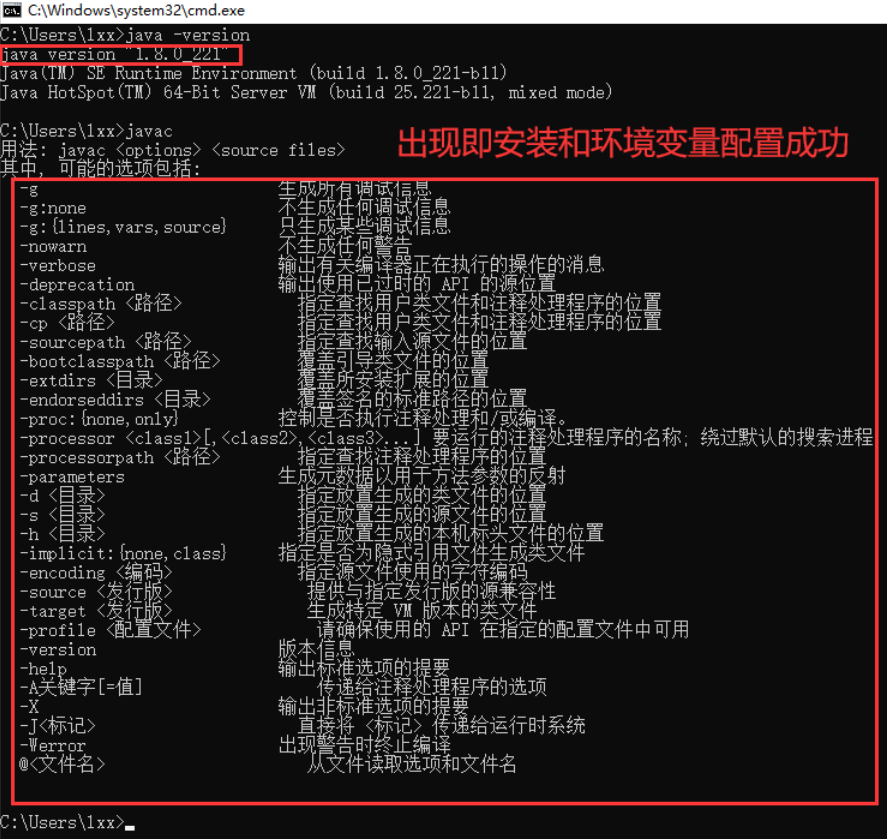 C:\Windows\system32\cmd.exe
C:\Users\lxx>java -version
java version "1.8.0_221"
Java(TM) SE Runtime Environment (build 1.8.0_221-b11)
Java HotSpot(TM) 64-Bit Server VM (build 25.221-b11, mixed mode)
C:\Users\lxx>javac
出现即安装和环境变量配置成功
用法: javac <options> <source files>
其中, 可能的选项包括:
-g 生成所有调试信息
-g:none 不生成任何调试信息
-g:{lines,vars,source} 只生成某些调试信息
-nowarn 不生成任何警告
-verbose 输出有关编译器正在执行的操作的消息
-deprecation 输出使用已过时的 API 的源位置
-classpath <路径> 指定查找用户类文件和注释处理程序的位置
-cp <路径> 指定查找用户类文件和注释处理程序的位置
-sourcepath <路径> 指定查找输入源文件的位置
-bootclasspath <路径> 覆盖引导类文件的位置
-extdirs <目录> 覆盖所安装扩展的位置
-endorseddirs <目录> 覆盖签名的标准路径的位置
-proc:{none,only} 控制是否执行注释处理和/或编译。
-processor <class1>[,<class2>,<class3>...] 要运行的注释处理程序的名称; 绕过默认的搜索进程
-processorpath <路径> 指定查找注释处理程序的位置
-parameters 生成元数据以用于方法参数的反射
-d <目录> 指定放置生成的类文件的位置
-s <目录> 指定放置生成的源文件的位置
-h <目录> 指定放置生成的本机标头文件的位置
-implicit:{none,class} 指定是否为隐式引用文件生成类文件
-encoding <编码> 指定源文件使用的字符编码
-source <发行版> 提供与指定发行版的源兼容性
-target <发行版> 生成特定 VM 版本的类文件
-profile <配置文件> 请确保使用的 API 在指定的配置文件中可用
-version 版本信息
-help 输出标准选项的提要
-A关键字[=值] 传递给注释处理程序的选项
-X 输出非标准选项的提要
-J<标记> 直接将 <标记> 传递给运行时系统
-Werror 出现警告时终止编译
@<文件名> 从文件读取选项和文件名
C:\Users\lxx>